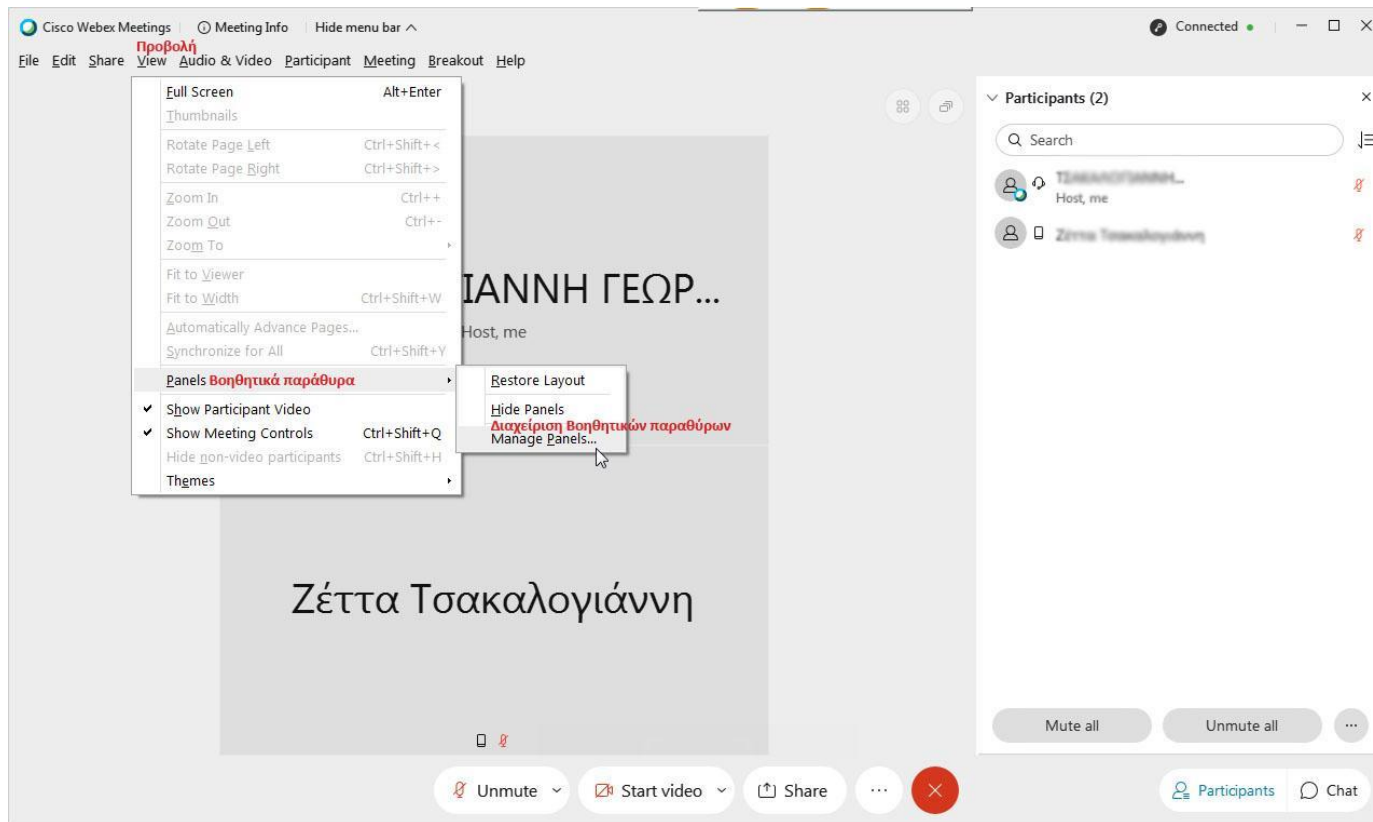 Cisco Webex Meetings Meeting Info Hide menu bar Connected
Προβολή
File Edit Share View Audio & Video Participant Meeting Breakout Help
Full Screen Alt+Enter
Thumbnails
Rotate Page Left Ctrl+Shift+<
Rotate Page Right Ctrl+Shift+>
Zoom In Ctrl++
Zoom Out Ctrl+-
Zoom To
Fit to Viewer
Fit to Width Ctrl+Shift+W
Automatically Advance Pages...
Synchronize for All Ctrl+Shift+Y
Panels Βοηθητικά παράθυρα
Show Participant Video
Show Meeting Controls Ctrl+Shift+Q
Hide non-video participants Ctrl+Shift+H
Themes
Restore Layout
Hide Panels
Διαχείριση Βοηθητικών παραθύρων
Manage Panels...
ΙΑΝΝΗ ΓΕΩΡ...
Host, me
Ζέττα Τσακαλογιάννη
Participants (2)
Search
Host, me
Mute all Unmute all ...
Unmute Start video Share ...
Participants Chat